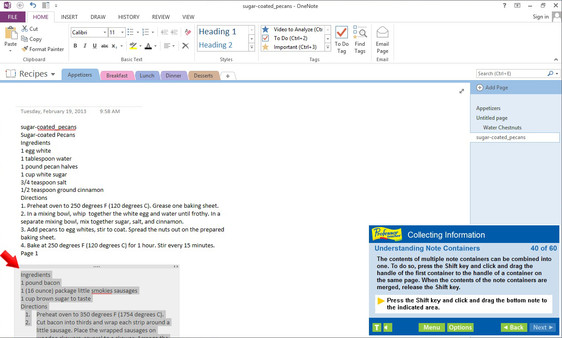 sugar-coated_pecans - OneNote
FILE HOME INSERT DRAW HISTORY REVIEW VIEW Sign in
Paste
Cut
Copy
Format Painter
Clipboard
Calibri 11
Basic Text
Heading 1
Heading 2
Styles
Video to Analyze (Ct
To Do (Ctrl+2)
Important (Ctrl+3)
Tags
To Do Tag
Find Tags
Email Page
Email
Recipes Appetizers Breakfast Lunch Dinner Desserts +
Search (Ctrl+E)
Add Page
Appetizers
Untitled page
Water Chestnuts
sugar-coated_pecans
Tuesday, February 19, 2013 9:58 AM
sugar-coated_pecans
Sugar-coated Pecans
Ingredients
1 egg white
1 tablespoon water
1 pound pecan halves
1 cup white sugar
3/4 teaspoon salt
1/2 teaspoon ground cinnamon
Directions
1. Preheat oven to 250 degrees F (120 degrees C). Grease one baking sheet.
2. In a mixing bowl, whip together the egg white and water until frothy. In a
separate mixing bowl, mix together sugar, salt, and cinnamon.
3. Add pecans to egg whites, stir to coat. Spread the nuts out on the prepared
baking sheet.
4. Bake at 250 degrees F (120 degrees C) for 1 hour. Stir every 15 minutes.
Page 1
Ingredients
1 pound bacon
1 (16 ounce) package little smokies sausages
1 cup brown sugar to taste
Directions
1. Preheat oven to 350 degrees F (1754 degrees C).
2. Cut bacon into thirds and wrap each strip around a
little sausage. Place the wrapped sausages on
Professor
Collecting Information
Understanding Note Containers 40 of 60
The contents of multiple note containers can be combined into
one. To do so, press the Shift key and click and drag the
handle of the first container to the handle of a container on
the same page. When the contents of the note containers are
merged, release the Shift key.
Press the Shift key and click and drag the bottom note to
the indicated area.
T Menu Options Back Next